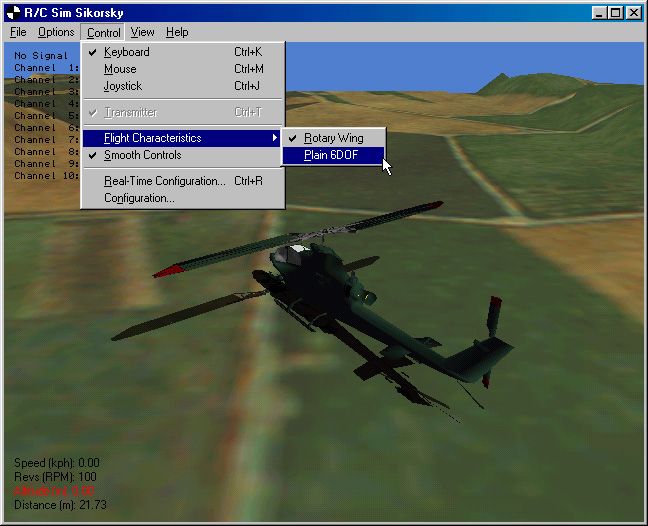 R/C Sim Sikorsky
File Options Control View Help
No Signal
Channel 1:
Channel 2:
Channel 3:
Channel 4:
Channel 5:
Channel 6:
Channel 7:
Channel 8:
Channel 9:
Channel 10:
Keyboard Ctrl+K
Mouse Ctrl+M
Joystick Ctrl+J
Transmitter Ctrl+T
Flight Characteristics
Smooth Controls
Real-Time Configuration... Ctrl+R
Configuration...
Rotary Wing
Plain 6DOF
Speed (kph): 0.00
Revs (RPM): 100
0.00
Distance (m): 21.73